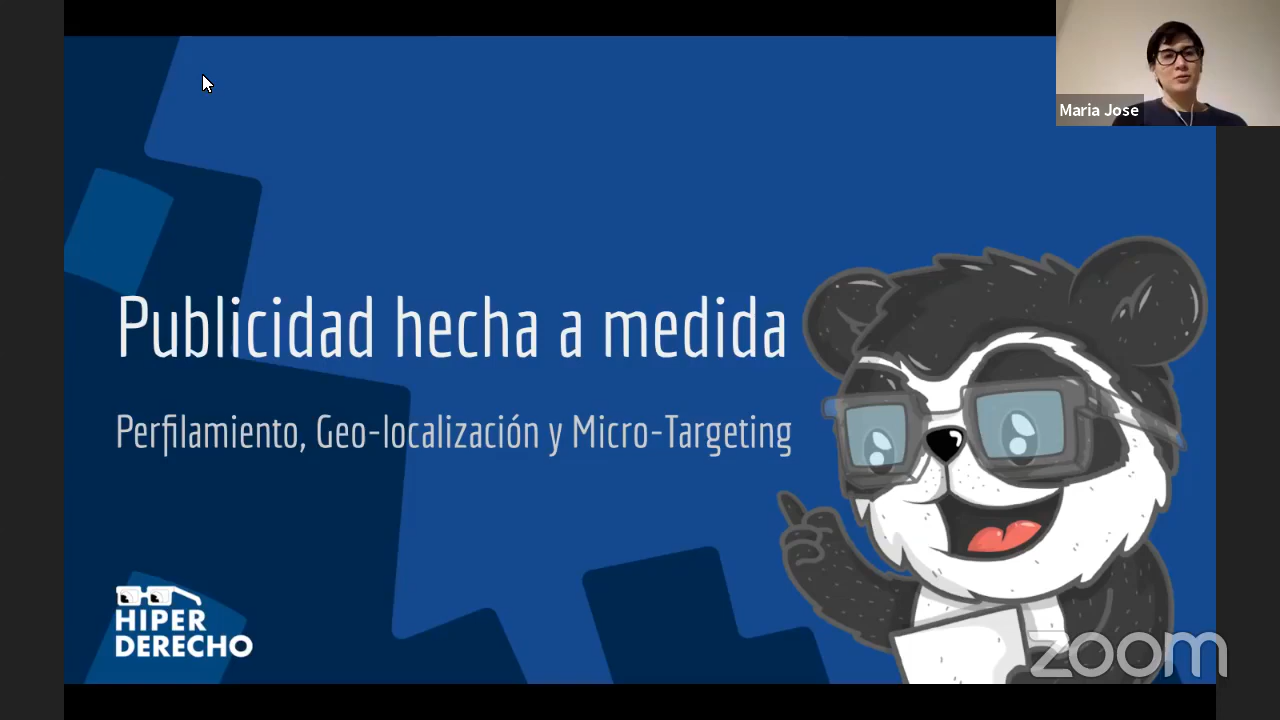 Maria Jose
Publicidad hecha a medida
Perfilamiento, Geo-localización y Micro-Targeting
HIPER
DERECHO
zoom